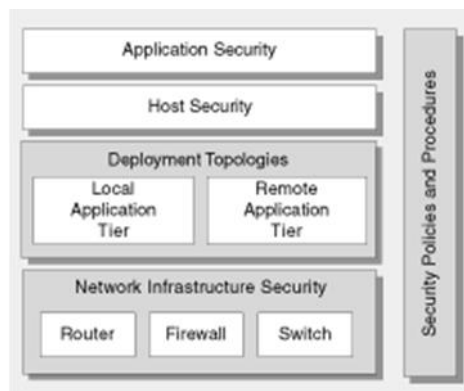 Application Security
Host Security
Deployment Topologies
Local
Application
Tier
Remote
Application
Tier
Network Infrastructure Security
Router
Firewall
Switch
Security Policies and Procedures